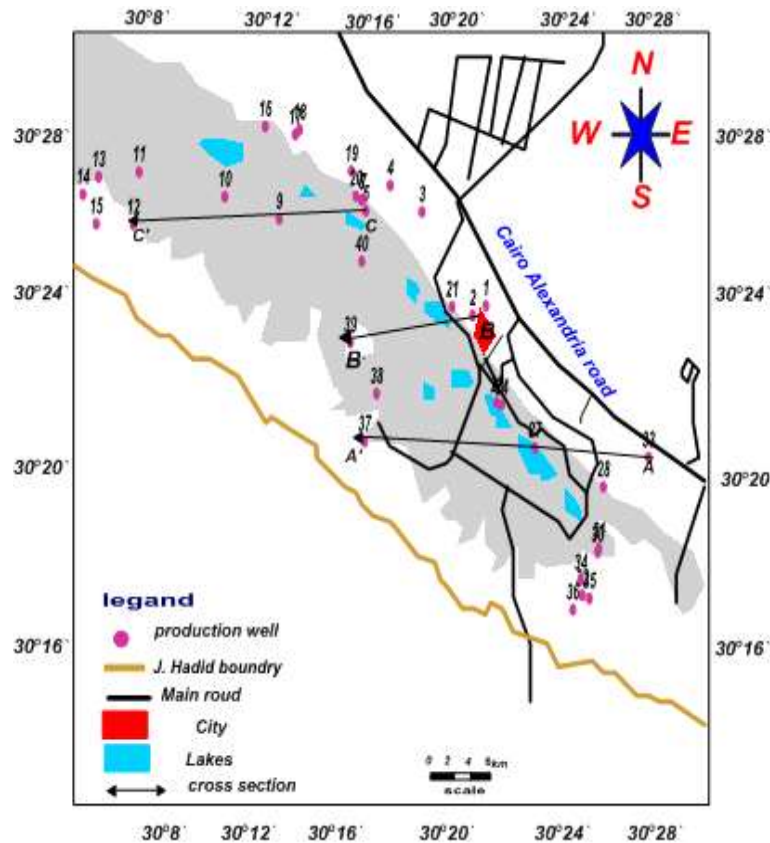 30°8' 30°12' 30°16' 30°20' 30°24' 30°28'
N
W E
S
30°28' 30°28'
30°24' 30°24'
30°20' 30°20'
30°16' 30°16'
16 18
13 11 19 4
14 10 20 5 3
15 12 9
C' C
40
21 2 1
39 B
B'
38
37 27 32
A' A
28
34 35
36
Cairo Alexandria road
legand
production well
J. Hadid boundry
Main roud
City
Lakes
cross section
0 2 4 6km
scale
30°8' 30°12' 30°16' 30°20' 30°24' 30°28'